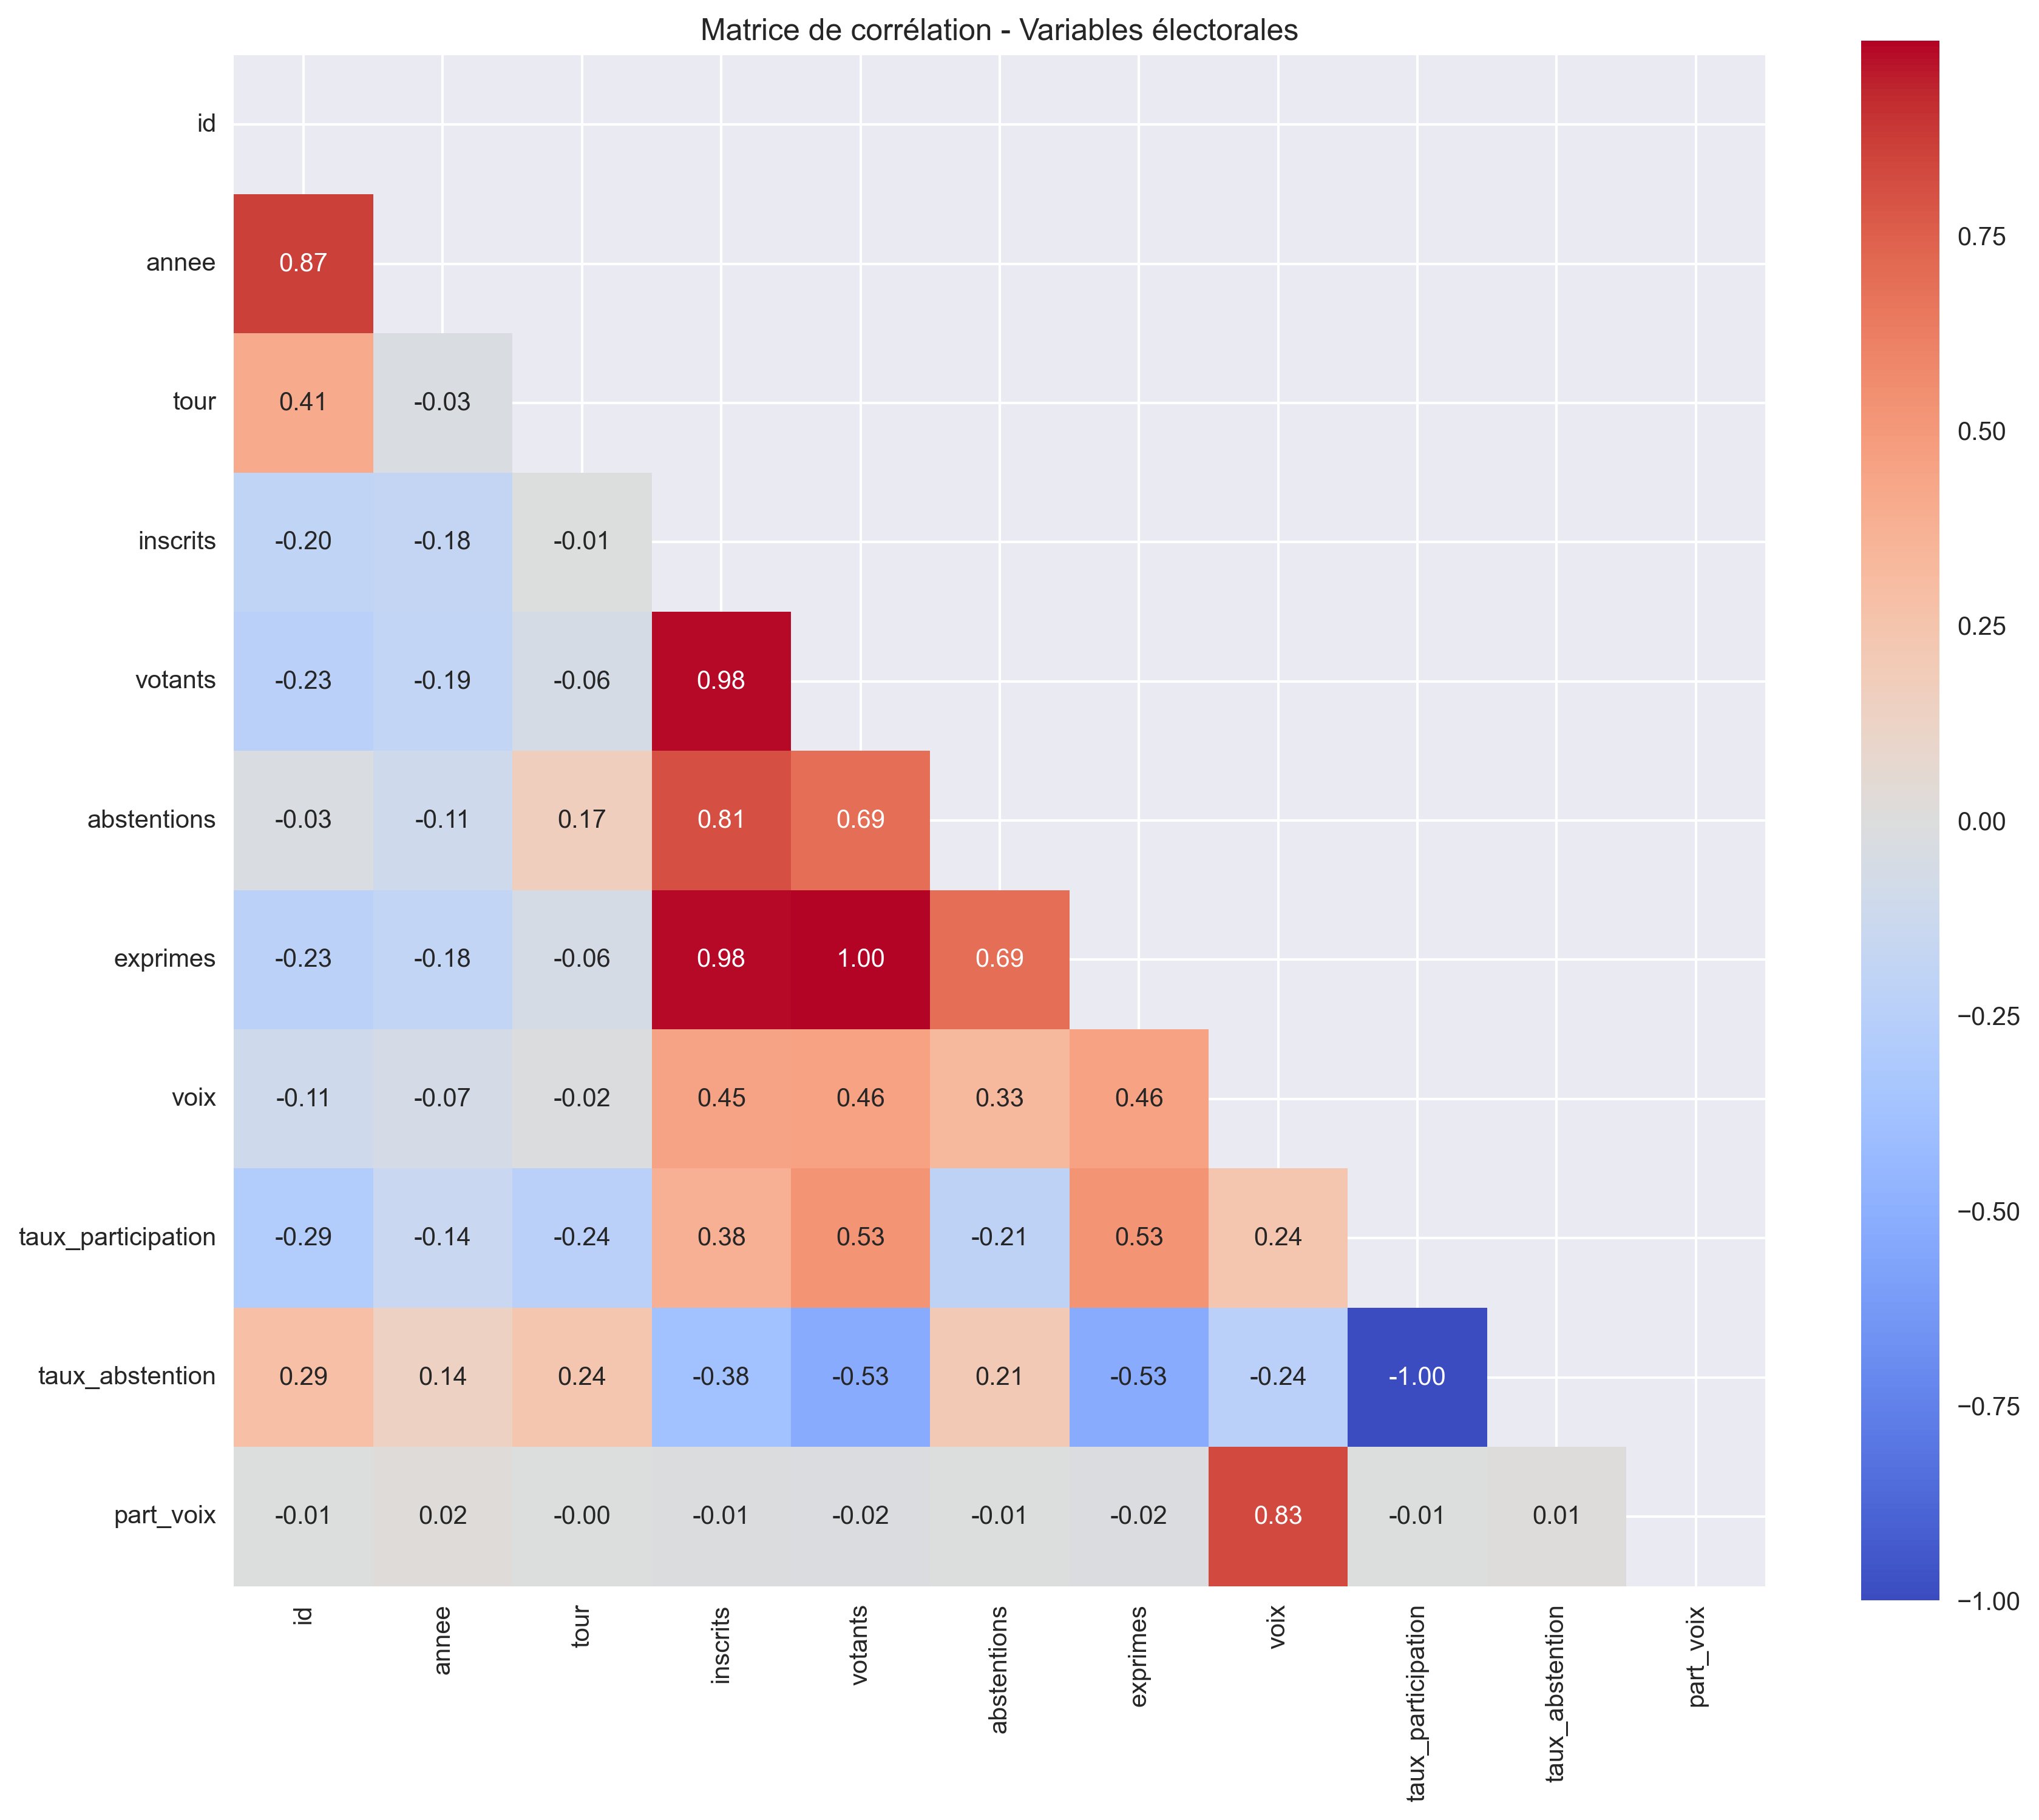 Matrice de corrélation - Variables électorales
id
annee 0.87
tour 0.41 -0.03
inscrits -0.20 -0.18 -0.01
votants -0.23 -0.19 -0.06 0.98
abstentions -0.03 -0.11 0.17 0.81 0.69
exprimes -0.23 -0.18 -0.06 0.98 1.00 0.69
voix -0.11 -0.07 -0.02 0.45 0.46 0.33 0.46
taux_participation -0.29 -0.14 -0.24 0.38 0.53 -0.21 0.53 0.24
taux_abstention 0.29 0.14 0.24 -0.38 -0.53 0.21 -0.53 -0.24 -1.00
part_voix -0.01 0.02 -0.00 -0.01 -0.02 -0.01 -0.02 0.83 -0.01 0.01
id annee tour inscrits votants abstentions exprimes voix taux_participation taux_abstention part_voix
0.75
0.50
0.25
0.00
−0.25
−0.50
−0.75
−1.00